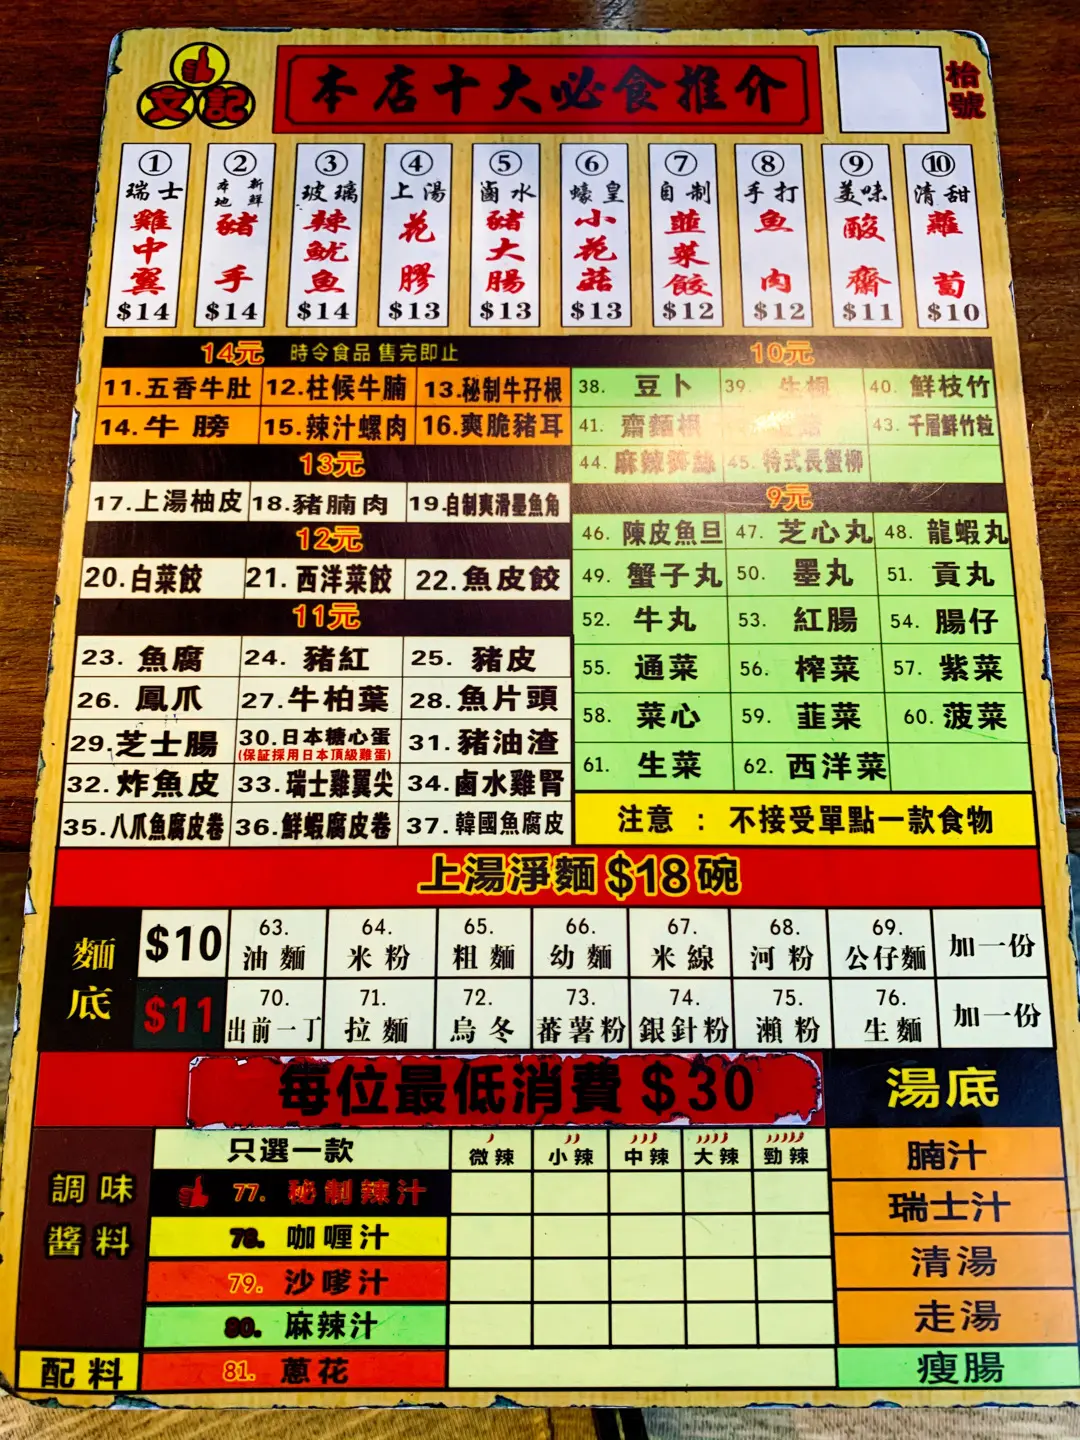 文記
本店十大必食推介
枱號
① 瑞士 雞中翼 $14
② 本地新鮮 豬手 $14
③ 玻璃 辣魷魚 $14
④ 上湯 花膠 $13
⑤ 鹵水 豬大腸 $13
⑥ 蠔皇 小花菇 $13
⑦ 自制 韮菜餃 $12
⑧ 手打 魚肉 $12
⑨ 美味 酸齋 $11
⑩ 清甜 蘿蔔 $10
14元 時令食品 售完即止
11.五香牛肚 12.柱候牛腩 13.秘制牛孖根
14.牛膀 15.辣汁螺肉 16.爽脆豬耳
13元
17.上湯柚皮 18.豬腩肉 19.自制爽滑墨魚角
12元
20.白菜餃 21.西洋菜餃 22.魚皮餃
11元
23.魚腐 24.豬紅 25.豬皮
26.鳳爪 27.牛柏葉 28.魚片頭
29.芝士腸 30.日本糖心蛋 31.豬油渣
(保証採用日本頂級雞蛋)
32.炸魚皮 33.瑞士雞翼尖 34.鹵水雞腎
35.八爪魚腐皮卷 36.鮮蝦腐皮卷 37.韓國魚腐皮
10元
38.豆卜 39.生根 40.鮮枝竹
41.齋麵根 43.千層鮮竹粒
44.麻辣筍絲 45.特式長蟹柳
9元
46.陳皮魚旦 47.芝心丸 48.龍蝦丸
49.蟹子丸 50.墨丸 51.貢丸
52.牛丸 53.紅腸 54.腸仔
55.通菜 56.榨菜 57.紫菜
58.菜心 59.韮菜 60.菠菜
61.生菜 62.西洋菜
注意 : 不接受單點一款食物
上湯淨麵$18碗
麵底
$10 63.油麵 64.米粉 65.粗麵 66.幼麵 67.米線 68.河粉 69.公仔麵 加一份
$11 70.出前一丁 71.拉麵 72.烏冬 73.蕃薯粉 74.銀針粉 75.瀨粉 76.生麵 加一份
每位最低消費$30
調味醬料
只選一款 微辣 小辣 中辣 大辣 勁辣
77.秘制辣汁
78.咖喱汁
79.沙嗲汁
80.麻辣汁
配料 81.蔥花
湯底
腩汁
瑞士汁
清湯
走湯
瘦腸